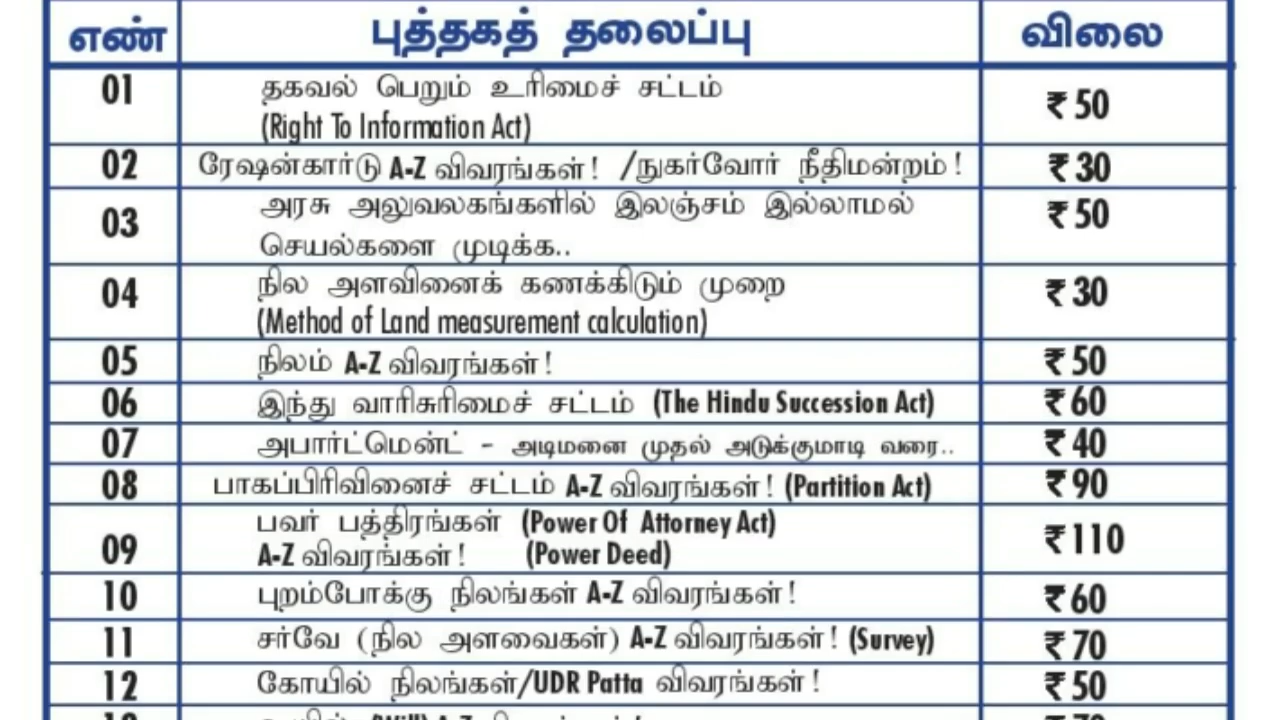 எண் புத்தகத் தலைப்பு விலை
01 தகவல் பெறும் உரிமைச் சட்டம்
(Right To Information Act) ₹ 50
02 ரேஷன்கார்டு A-Z விவரங்கள்! /நுகர்வோர் நீதிமன்றம்! ₹ 30
03 அரசு அலுவலகங்களில் இலஞ்சம் இல்லாமல் ₹ 50
செயல்களை முடிக்க..
04 நில அளவினைக் கணக்கிடும் முறை ₹ 30
(Method of Land measurement calculation)
05 நிலம் A-Z விவரங்கள்! ₹ 50
06 இந்து வாரிசுரிமைச் சட்டம் (The Hindu Succession Act) ₹ 60
07 அபார்ட்மென்ட் - அடிமனை முதல் அடுக்குமாடி வரை.. ₹ 40
08 பாகப்பிரிவினைச் சட்டம் A-Z விவரங்கள்! (Partition Act) ₹ 90
பவர் பத்திரங்கள் (Power Of Attorney Act)
09 A-Z விவரங்கள்! (Power Deed) ₹ 110
10 புறம்போக்கு நிலங்கள் A-Z விவரங்கள்! ₹ 60
11 சர்வே (நில அளவைகள்) A-Z விவரங்கள்! (Survey) ₹ 70
12 கோயில் நிலங்கள்/UDR Patta விவரங்கள்! ₹ 50